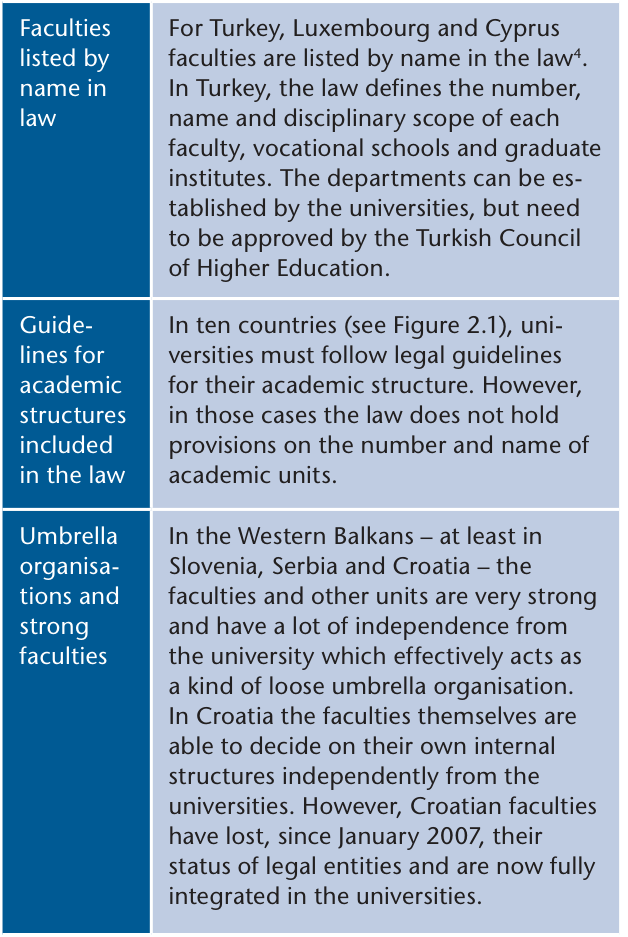 Faculties
listed by
name in
law
For Turkey, Luxembourg and Cyprus
faculties are listed by name in the law⁴.
In Turkey, the law defines the number,
name and disciplinary scope of each
faculty, vocational schools and graduate
institutes. The departments can be es-
tablished by the universities, but need
to be approved by the Turkish Council
of Higher Education.
Guide-
lines for
academic
structures
included
in the law
In ten countries (see Figure 2.1), uni-
versities must follow legal guidelines
for their academic structure. However,
in those cases the law does not hold
provisions on the number and name of
academic units.
Umbrella
organisa-
tions and
strong
faculties
In the Western Balkans – at least in
Slovenia, Serbia and Croatia – the
faculties and other units are very strong
and have a lot of independence from
the university which effectively acts as
a kind of loose umbrella organisation.
In Croatia the faculties themselves are
able to decide on their own internal
structures independently from the
universities. However, Croatian faculties
have lost, since January 2007, their
status of legal entities and are now fully
integrated in the universities.